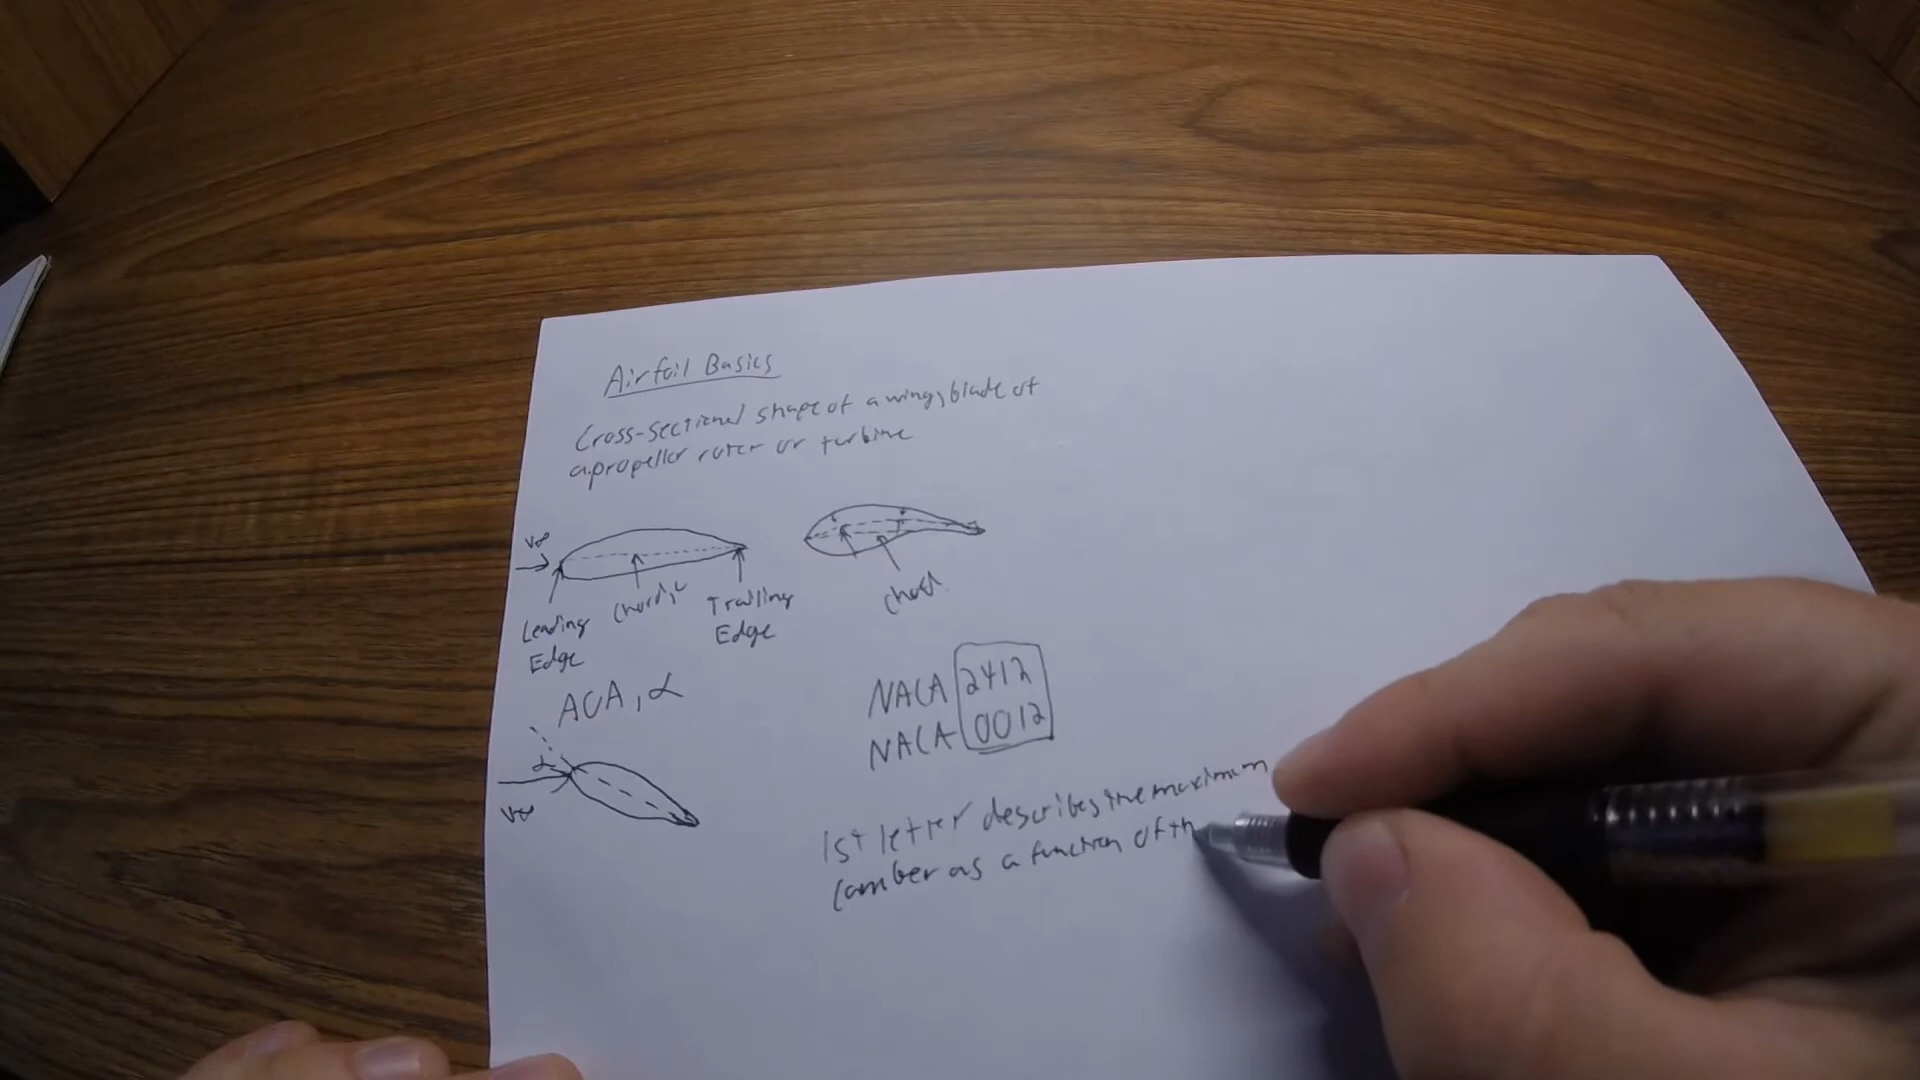 Airfoil Basics
Cross-sectional shape of a wing, blade of
a propeller rotor or turbine
V∞
Leading
Edge
Chord, c
Trailing
Edge
chord
AOA, α
NACA 2412
NACA 0012
α
V∞
1st letter describes the maximum
camber as a function of th